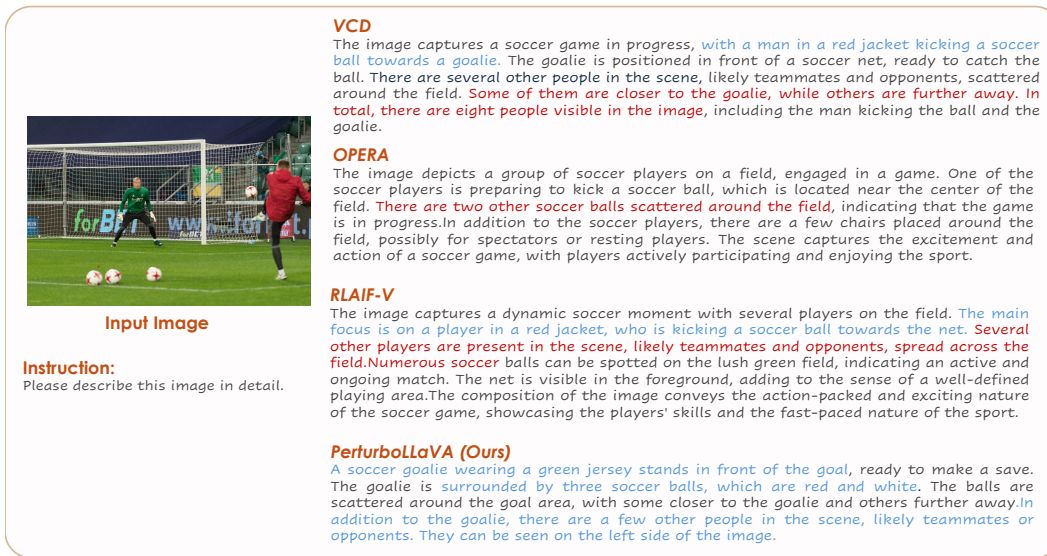 VCD
The image captures a soccer game in progress, with a man in a red jacket kicking a soccer
ball towards a goalie. The goalie is positioned in front of a soccer net, ready to catch the
ball. There are several other people in the scene, likely teammates and opponents, scattered
around the field. Some of them are closer to the goalie, while others are further away. In
total, there are eight people visible in the image, including the man kicking the ball and the
goalie.
OPERA
The image depicts a group of soccer players on a field, engaged in a game. One of the
soccer players is preparing to kick a soccer ball, which is located near the center of the
field. There are two other soccer balls scattered around the field, indicating that the game
is in progress.In addition to the soccer players, there are a few chairs placed around the
field, possibly for spectators or resting players. The scene captures the excitement and
action of a soccer game, with players actively participating and enjoying the sport.
forBET
www.iforbet.
Input Image
Instruction:
Please describe this image in detail.
RLAIF-V
The image captures a dynamic soccer moment with several players on the field. The main
focus is on a player in a red jacket, who is kicking a soccer ball towards the net. Several
other players are present in the scene, likely teammates and opponents, spread across the
field.Numerous soccer balls can be spotted on the lush green field, indicating an active and
ongoing match. The net is visible in the foreground, adding to the sense of a well-defined
playing area.The composition of the image conveys the action-packed and exciting nature
of the soccer game, showcasing the players' skills and the fast-paced nature of the sport.
PerturboLLaVA (Ours)
A soccer goalie wearing a green jersey stands in front of the goal, ready to make a save.
The goalie is surrounded by three soccer balls, which are red and white. The balls are
scattered around the goal area, with some closer to the goalie and others further away.In
addition to the goalie, there are a few other people in the scene, likely teammates or
opponents. They can be seen on the left side of the image.